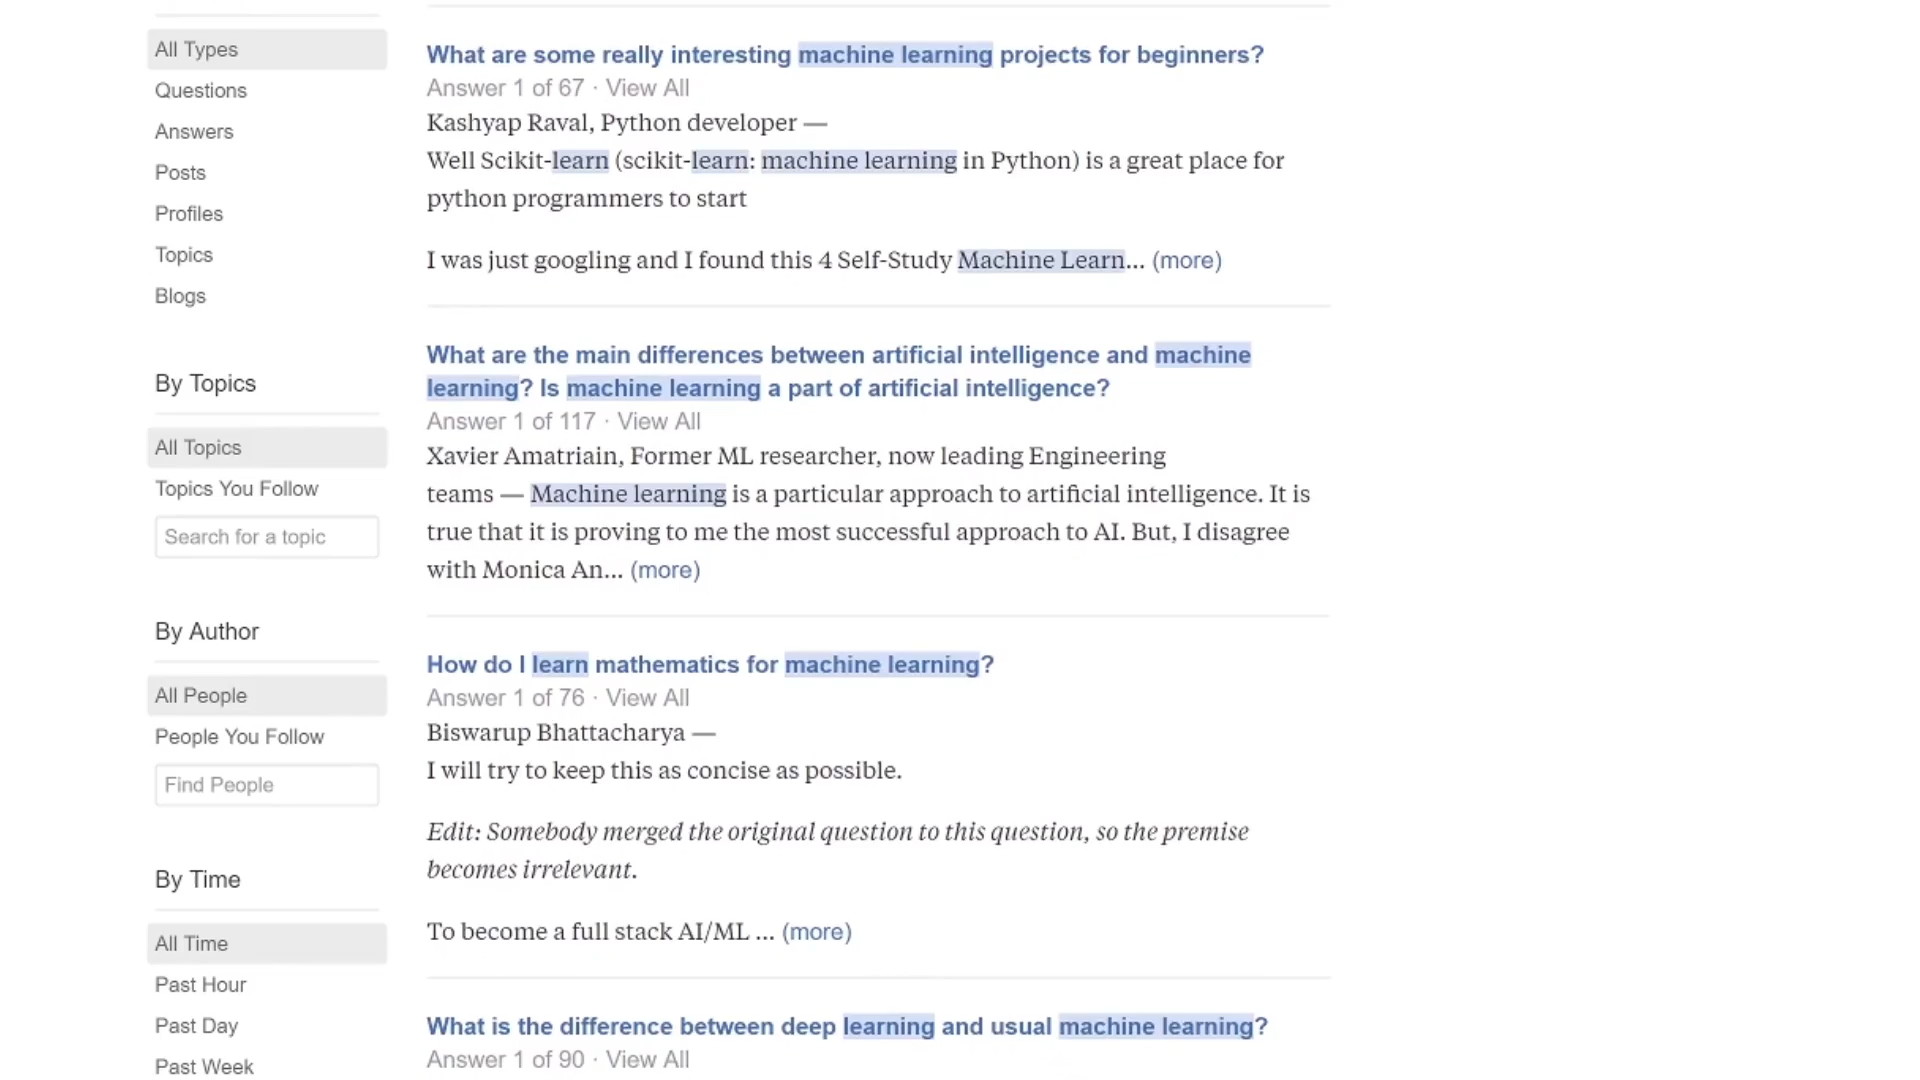 All Types
Questions
Answers
Posts
Profiles
Topics
Blogs
By Topics
All Topics
Topics You Follow
Search for a topic
By Author
All People
People You Follow
Find People
By Time
All Time
Past Hour
Past Day
Past Week
What are some really interesting machine learning projects for beginners?
Answer 1 of 67 · View All
Kashyap Raval, Python developer —
Well Scikit-learn (scikit-learn: machine learning in Python) is a great place for
python programmers to start
I was just googling and I found this 4 Self-Study Machine Learn... (more)
What are the main differences between artificial intelligence and machine
learning? Is machine learning a part of artificial intelligence?
Answer 1 of 117 · View All
Xavier Amatriain, Former ML researcher, now leading Engineering
teams — Machine learning is a particular approach to artificial intelligence. It is
true that it is proving to me the most successful approach to AI. But, I disagree
with Monica An... (more)
How do I learn mathematics for machine learning?
Answer 1 of 76 · View All
Biswarup Bhattacharya —
I will try to keep this as concise as possible.
Edit: Somebody merged the original question to this question, so the premise
becomes irrelevant.
To become a full stack AI/ML ... (more)
What is the difference between deep learning and usual machine learning?
Answer 1 of 90 · View All